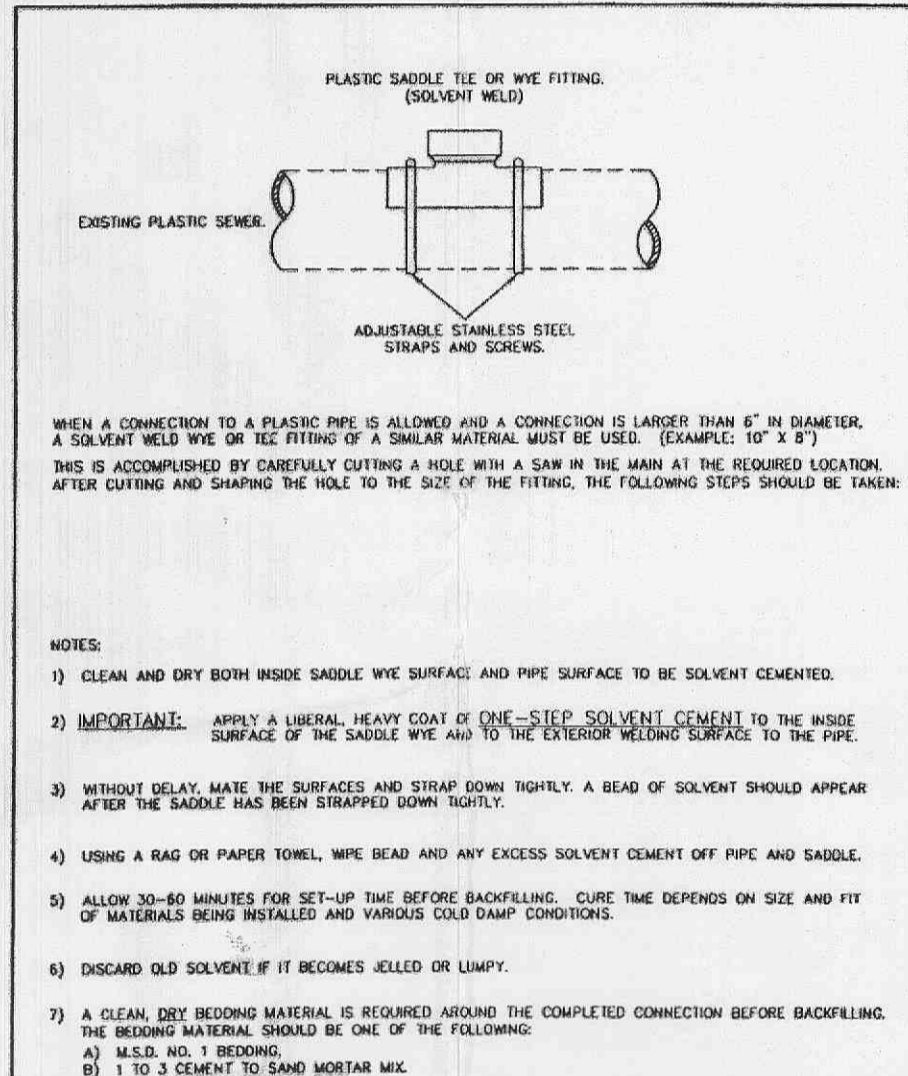 PLASTIC SADDLE TEE OR WYE FITTING.
(SOLVENT WELD)
EXISTING PLASTIC SEWER.
ADJUSTABLE STAINLESS STEEL
STRAPS AND SCREWS.
WHEN A CONNECTION TO A PLASTIC PIPE IS ALLOWED AND A CONNECTION IS LARGER THAN 6" IN DIAMETER,
A SOLVENT WELD WYE OR TEE FITTING OF A SIMILAR MATERIAL MUST BE USED. (EXAMPLE: 10" X 8")
THIS IS ACCOMPLISHED BY CAREFULLY CUTTING A HOLE WITH A SAW IN THE MAIN AT THE REQUIRED LOCATION.
AFTER CUTTING AND SHAPING THE HOLE TO THE SIZE OF THE FITTING, THE FOLLOWING STEPS SHOULD BE TAKEN:
NOTES:
1) CLEAN AND DRY BOTH INSIDE SADDLE WYE SURFACE AND PIPE SURFACE TO BE SOLVENT CEMENTED.
2) IMPORTANT: APPLY A LIBERAL, HEAVY COAT OF ONE-STEP SOLVENT CEMENT TO THE INSIDE
SURFACE OF THE SADDLE WYE AND TO THE EXTERIOR WELDING SURFACE TO THE PIPE.
3) WITHOUT DELAY, MATE THE SURFACES AND STRAP DOWN TIGHTLY. A BEAD OF SOLVENT SHOULD APPEAR
AFTER THE SADDLE HAS BEEN STRAPPED DOWN TIGHTLY.
4) USING A RAG OR PAPER TOWEL, WIPE BEAD AND ANY EXCESS SOLVENT CEMENT OFF PIPE AND SADDLE.
5) ALLOW 30-60 MINUTES FOR SET-UP TIME BEFORE BACKFILLING. CURE TIME DEPENDS ON SIZE AND FIT
OF MATERIALS BEING INSTALLED AND VARIOUS COLD DAMP CONDITIONS.
6) DISCARD OLD SOLVENT IF IT BECOMES JELLED OR LUMPY.
7) A CLEAN, DRY BEDDING MATERIAL IS REQUIRED AROUND THE COMPLETED CONNECTION BEFORE BACKFILLING.
THE BEDDING MATERIAL SHOULD BE ONE OF THE FOLLOWING:
A) M.S.D. NO. 1 BEDDING,
B) 1 TO 3 CEMENT TO SAND MORTAR MIX.